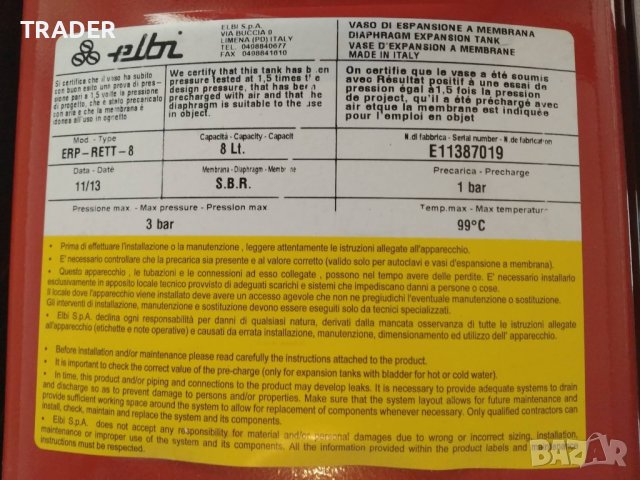 TRADER
elbi
ELBI S.p.A.
VIA BUCCIA 9
LIMENA (PD) ITALY
TEL. 0498840677
FAX 0498841610
VASO DI ESPANSIONE A MEMBRANA
DIAPHRAGM EXPANSION TANK
VASE D'EXPANSION A MEMBRANE
MADE IN ITALY
Si certifica che il vaso ha subito
con buon esito una prova di pres-
sione pari a 1,5 volte la pressione
di progetto, che è stato precaricato
con aria e che la membrana è
idonea all'uso in oggetto
We certify that this tank has been
pressure tested at 1,5 times the
design pressure, that has been
precharged with air and that the
diaphragm is suitable to the use
in object.
On certifie que le vase a été soumis
avec Résultat positif à une essai de
pression égal à 1,5 fois la pression
de project, qu'il a été préchargé avec
air etque la membrane est indiquée
pour l'emploi en objet
Mod. - Type
ERP-RETT-8
Capacità - Capacity - Capacit
8 Lt.
N.di fabbrica - Serial number - N.de fabrication
E11387019
Data - Daté
11/13
Membrana - Diaphragm - Membrane
S.B.R.
Precarica - Precharge
1 bar
Pressione max. - Max pressure - Pression max
3 bar
Temp.max - Max temperatur
99°C
• Prima di effettuare l'installazione o la manutenzione , leggere attentamente le istruzioni allegate all'apparecchio.
• E' necessario controllare che la precarica sia presente e al valore corretto (valido solo per autoclavi e vasi d'espansione a membrana).
• Questo apparecchio , le tubazioni e le connessioni ad esso collegate , possono nel tempo avere delle perdite. E' necessario installarlo
esclusivamente in apposito locale tecnico provvisto di adeguati scarichi e sistemi che impediscano danni a persone o cose.
Il locale dove l'apparecchio viene installato deve avere un accesso agevole che non ne pregiudichi l'eventuale manutenzione o sostituzione.
Gli interventi di installazione, manutenzione e sostituzione devono essere eseguiti solo da tecnici specializzati.
• Elbi S.p.A. declina ogni responsabilità per danni di qualsiasi natura, derivati dalla mancata osservanza di tutte le istruzioni allegate
all'apparecchio (etichette e note operative) e causati da errata installazione, manutenzione, dimensionamento ed utilizzo dell' apparecchio.
• Before installation and/or maintenance please read carefully the instructions attached to the product.
• It is important to check the correct value of the pre-charge (only for expansion tanks with bladder for hot or cold water).
• In time, this product and/or piping and connections to the product may develop leaks. It is necessary to provide adequate systems to drain
and discharge so as to prevent damage to persons and/or properties. Make sure that the system layout allows for future maintenance and
provide sufficient working space around the system to allow for replacement of components whenever necessary. Only qualified contractors can
install, check, maintain and replace the system and its components.
• Elbi S.p.A. does not accept any responsibility for material and/or personal damages due to wrong or incorrect sizing, installation,
maintenance or improper use of the system and its components. All the information provided within the product labels and
instructions must be respected.
BAZAR